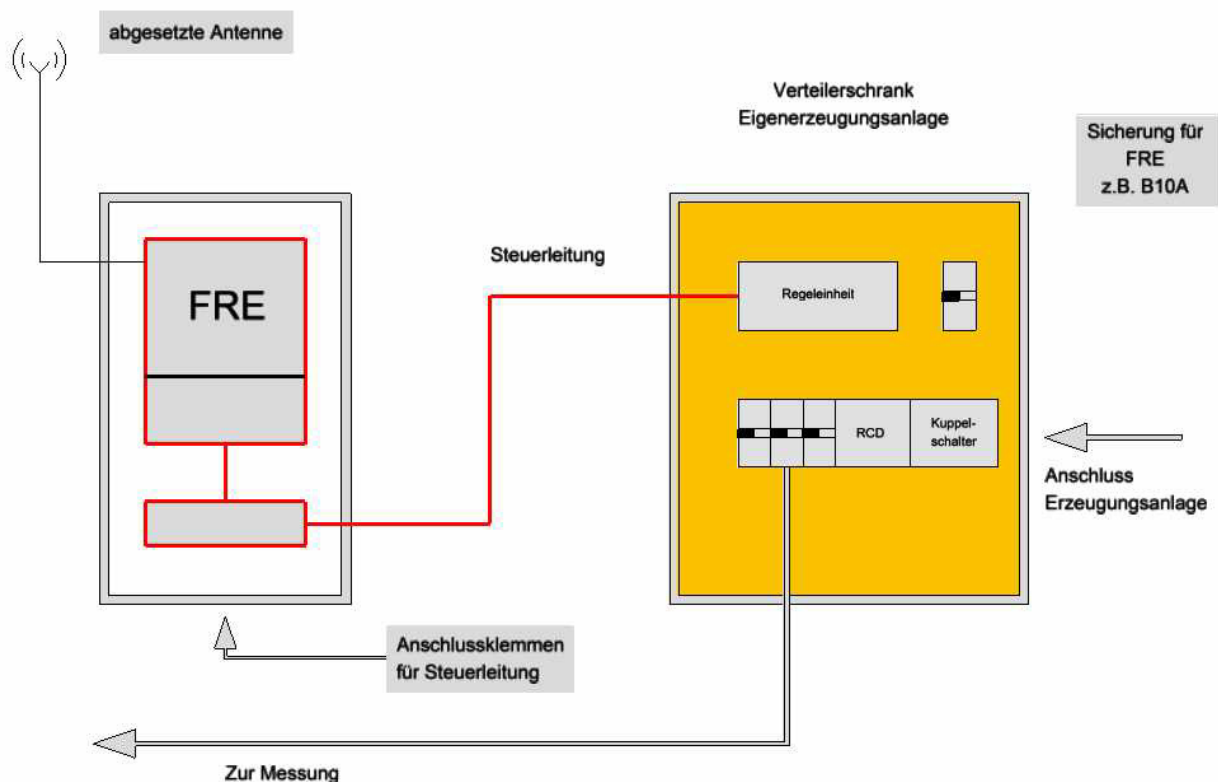 abgesetzte Antenne
Verteilerschrank
Eigenerzeugungsanlage
Sicherung für
FRE
z.B. B10A
Steuerleitung
FRE
Regeleinheit
RCD
Kuppel-
schalter
Anschluss
Erzeugungsanlage
Anschlussklemmen
für Steuerleitung
Zur Messung